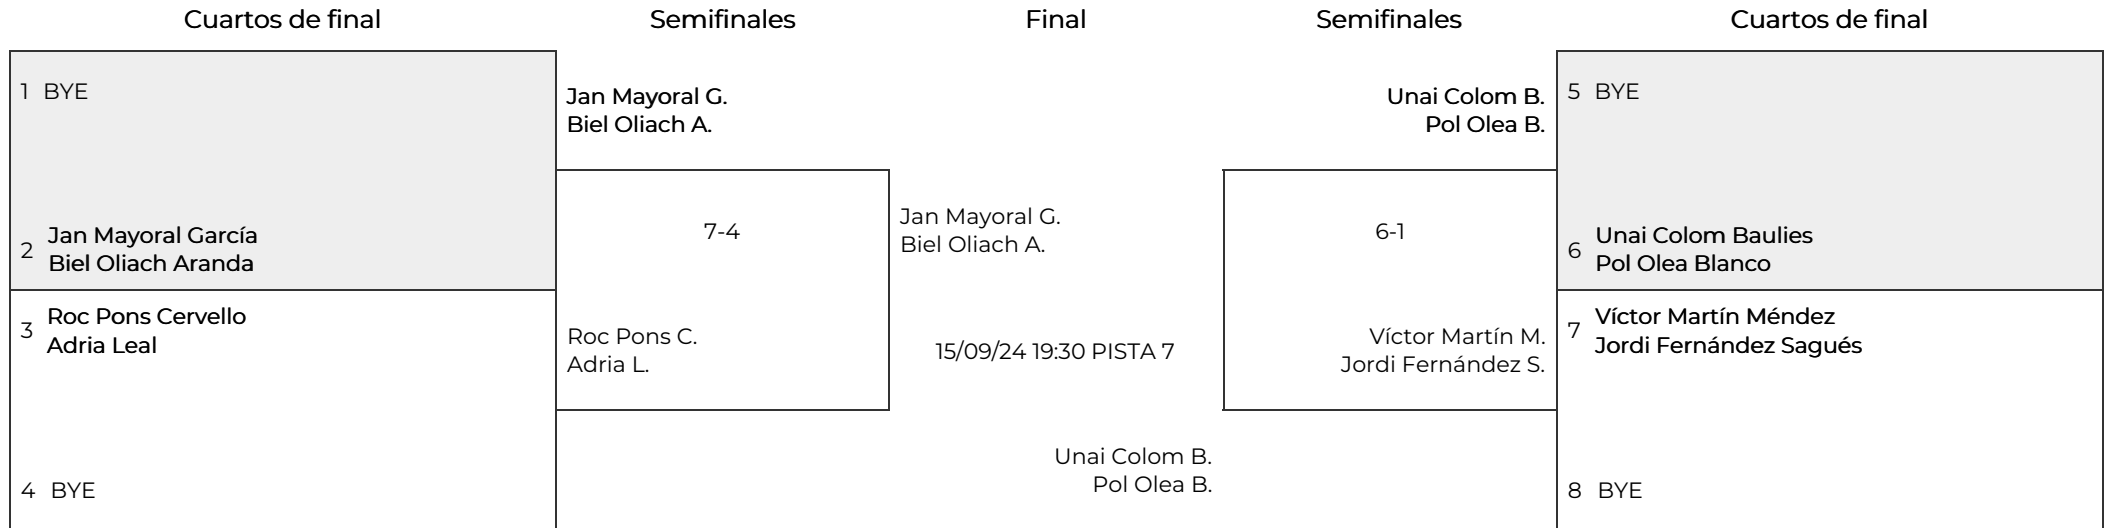 Cuartos de final
Semifinales
Final
Semifinales
Cuartos de final
1 BYE
2 Jan Mayoral García
Biel Oliach Aranda
3 Roc Pons Cervello
Adria Leal
4 BYE
Jan Mayoral G.
Biel Oliach A.
7-4
Roc Pons C.
Adria L.
Jan Mayoral G.
Biel Oliach A.
15/09/24 19:30 PISTA 7
Unai Colom B.
Pol Olea B.
Unai Colom B.
Pol Olea B.
6-1
Víctor Martín M.
Jordi Fernández S.
5 BYE
6 Unai Colom Baulies
Pol Olea Blanco
7 Víctor Martín Méndez
Jordi Fernández Sagués
8 BYE